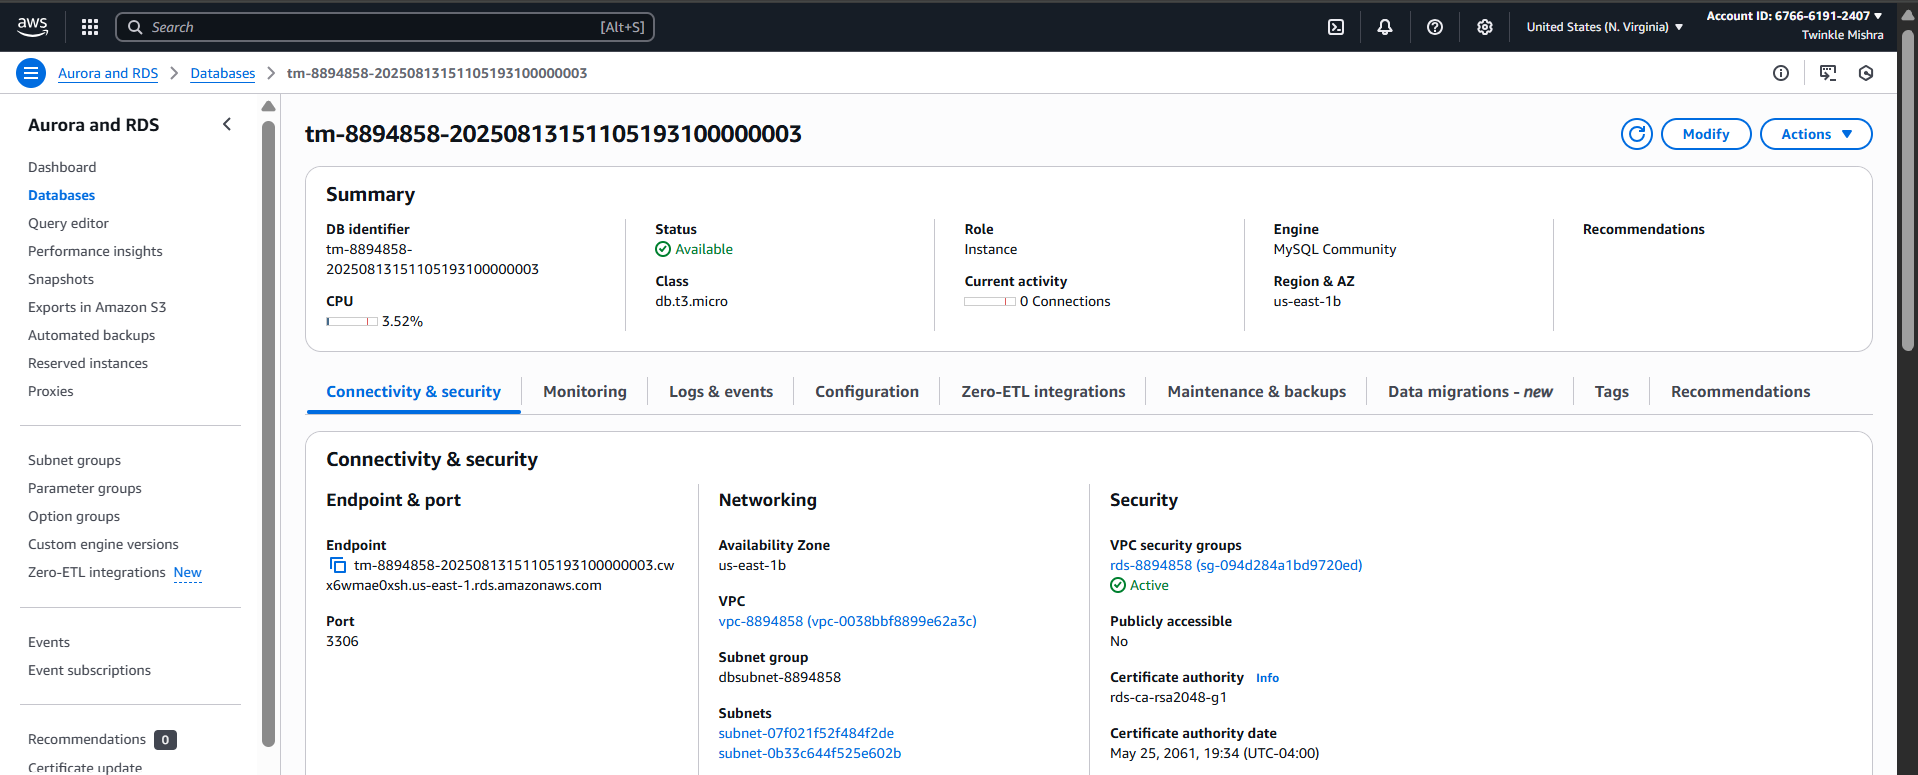 aws
Search
[Alt+S]
United States (N. Virginia)
Account ID: 6766-6191-2407
Twinkle Mishra
Aurora and RDS
Databases
tm-8894858-20250813151105193100000003
Aurora and RDS
Dashboard
Databases
Query editor
Performance insights
Snapshots
Exports in Amazon S3
Automated backups
Reserved instances
Proxies
Subnet groups
Parameter groups
Option groups
Custom engine versions
Zero-ETL integrations New
Events
Event subscriptions
Recommendations 0
Certificate update
tm-8894858-20250813151105193100000003
Modify
Actions
Summary
DB identifier
tm-8894858-
20250813151105193100000003
CPU
3.52%
Status
Available
Class
db.t3.micro
Role
Instance
Current activity
0 Connections
Engine
MySQL Community
Region & AZ
us-east-1b
Recommendations
Connectivity & security
Monitoring
Logs & events
Configuration
Zero-ETL integrations
Maintenance & backups
Data migrations - new
Tags
Recommendations
Connectivity & security
Endpoint & port
Endpoint
tm-8894858-20250813151105193100000003.cw
x6wmae0xsh.us-east-1.rds.amazonaws.com
Port
3306
Networking
Availability Zone
us-east-1b
VPC
vpc-8894858 (vpc-0038bbf8899e62a3c)
Subnet group
dbsubnet-8894858
Subnets
subnet-07f021f52f484f2de
subnet-0b33c644f525e602b
Security
VPC security groups
rds-8894858 (sg-094d284a1bd9720ed)
Active
Publicly accessible
No
Certificate authority Info
rds-ca-rsa2048-g1
Certificate authority date
May 25, 2061, 19:34 (UTC-04:00)